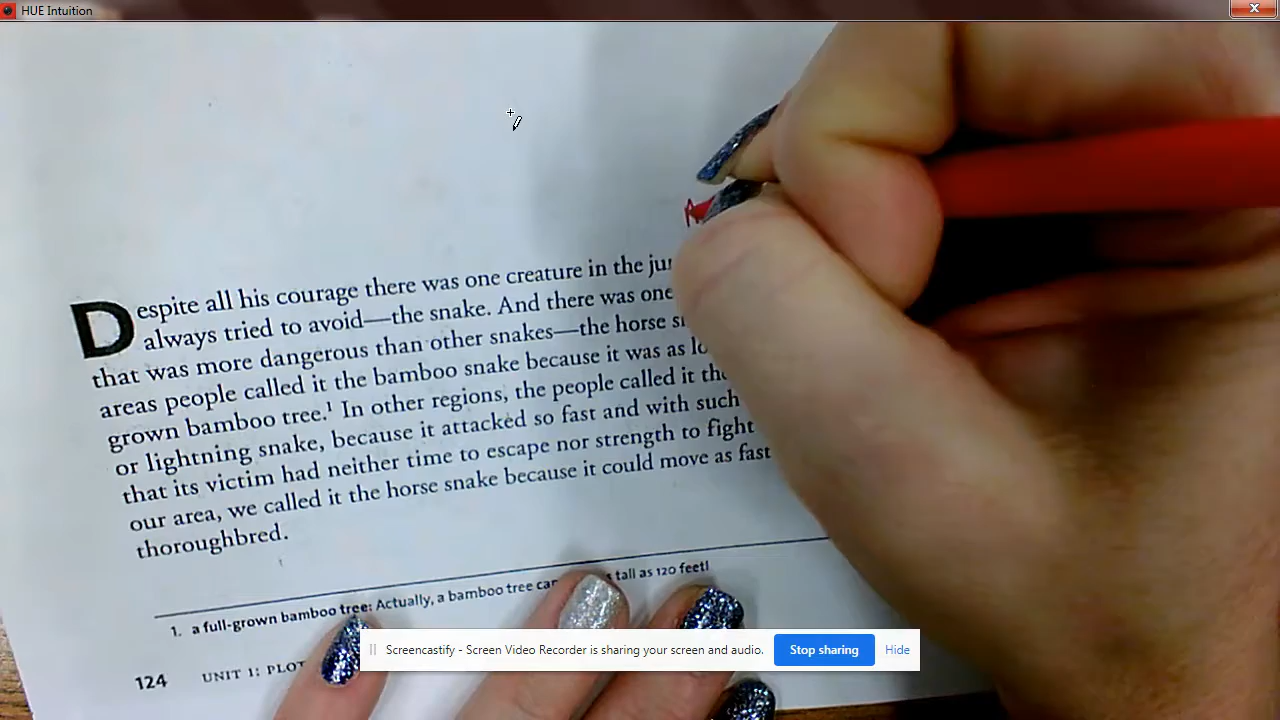 HUE Intuition
Despite all his courage there was one creature in the
always tried to avoid—the snake. And there was one
that was more dangerous than other snakes—the horse
areas people called it the bamboo snake because it was as
grown bamboo tree.¹ In other regions, the people called it
or lightning snake, because it attacked so fast and with such
that its victim had neither time to escape nor strength to fight
our area, we called it the horse snake because it could move as fast
thoroughbred.
1. a full-grown bamboo tree: Actually, a bamboo tree tall as 120 feet!
Screencastify - Screen Video Recorder is sharing your screen and audio. Stop sharing Hide
124 UNIT 1: